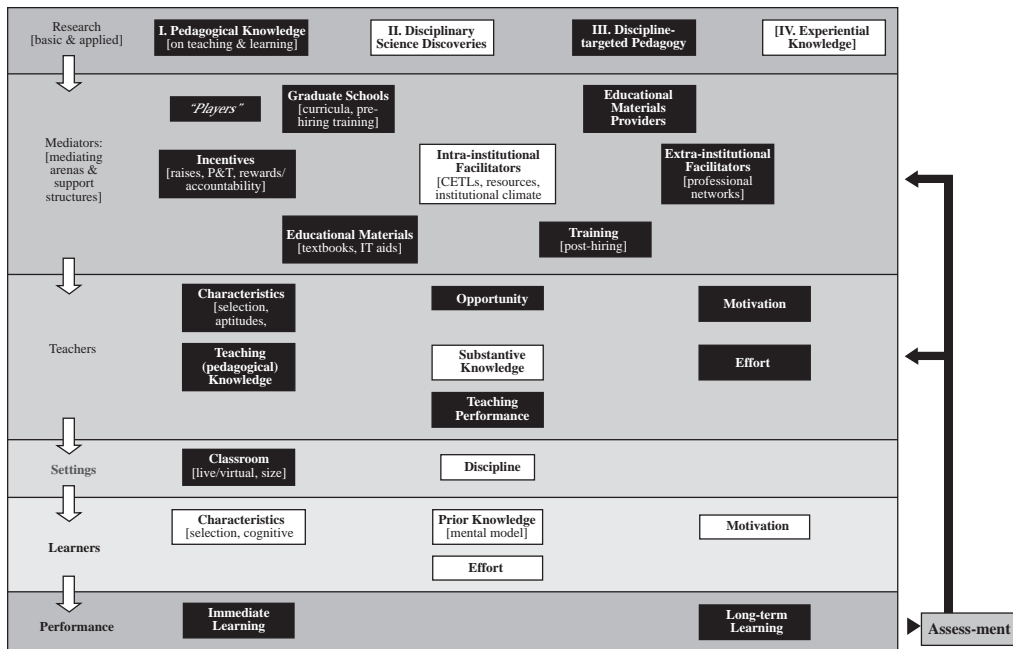 Research
[basic & applied]
I. Pedagogical Knowledge
[on teaching & learning]
II. Disciplinary
Science Discoveries
III. Discipline-
targeted Pedagogy
[IV. Experiential
Knowledge]
Mediators:
[mediating
arenas &
support
structures]
"Players"
Graduate Schools
[curricula, pre-
hiring training]
Educational
Materials
Providers
Incentives
[raises, P&T, rewards/
accountability]
Intra-institutional
Facilitators
[CETLs, resources,
institutional climate
Extra-institutional
Facilitators
[professional
networks]
Educational Materials
[textbooks, IT aids]
Training
[post-hiring]
Teachers
Characteristics
[selection,
aptitudes,
Opportunity
Motivation
Teaching
(pedagogical)
Knowledge
Substantive
Knowledge
Effort
Teaching
Performance
Settings
Classroom
[live/virtual, size]
Discipline
Learners
Characteristics
[selection, cognitive
Prior Knowledge
[mental model]
Motivation
Effort
Performance
Immediate
Learning
Long-term
Learning
Assess-ment